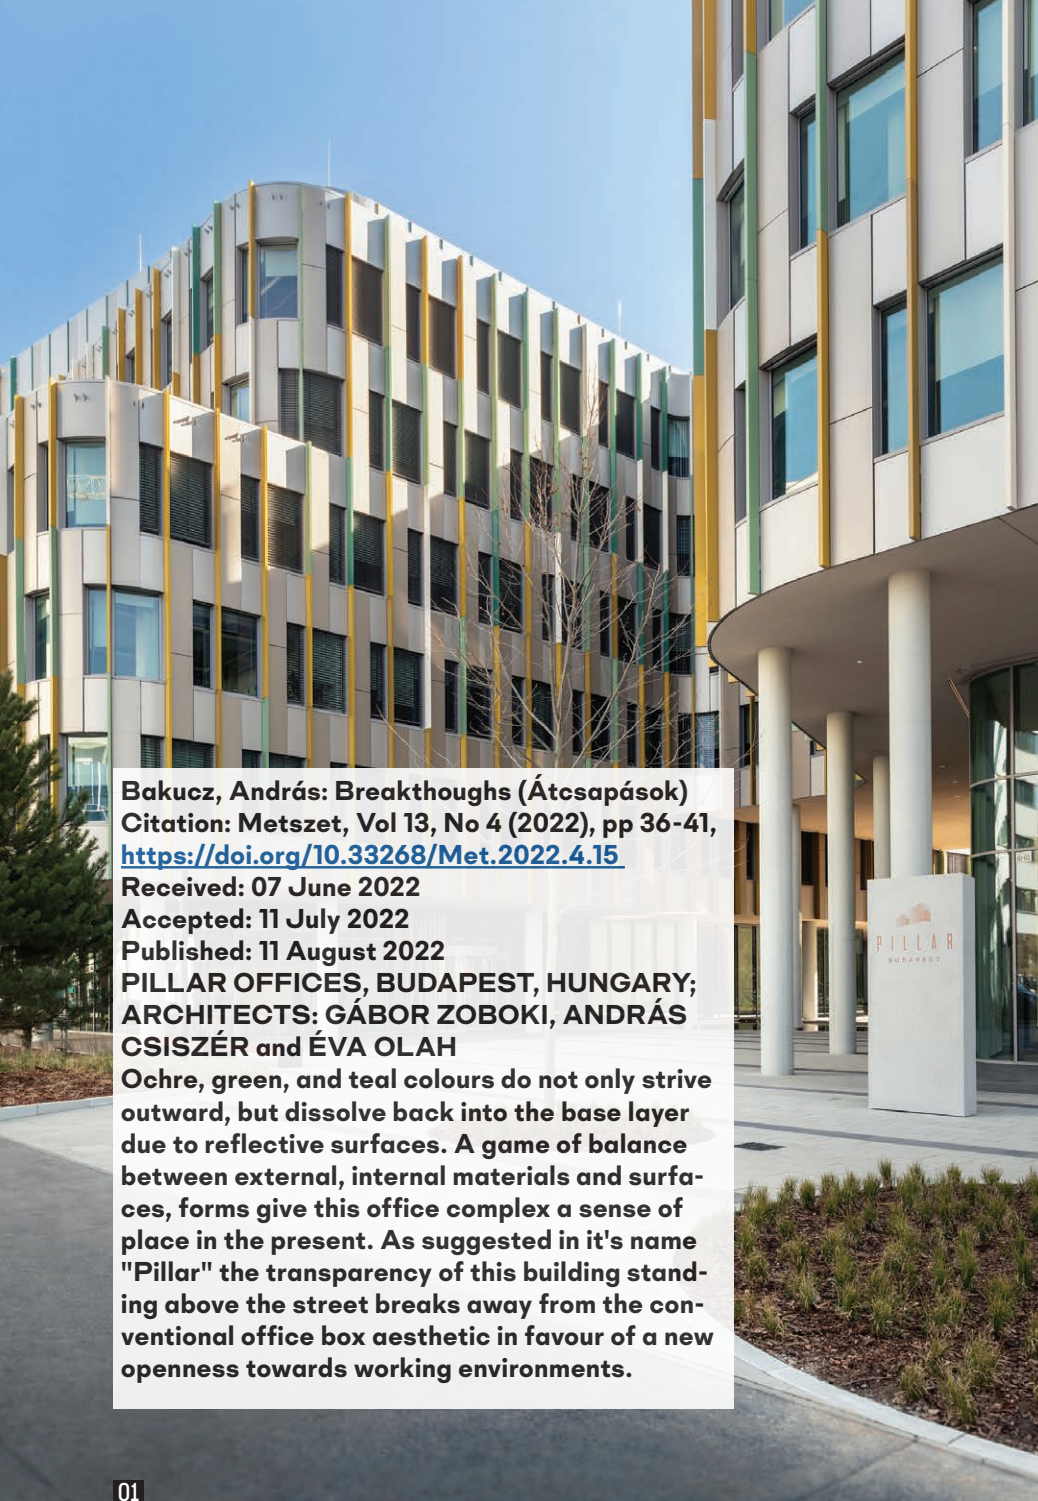 PILLAR
BUDAPEST
Bakucz, András: Breakthoughs (Átcsapások)
Citation: Metszet, Vol 13, No 4 (2022), pp 36-41,
https://doi.org/10.33268/Met.2022.4.15
Received: 07 June 2022
Accepted: 11 July 2022
Published: 11 August 2022
PILLAR OFFICES, BUDAPEST, HUNGARY;
ARCHITECTS: GÁBOR ZOBOKI, ANDRÁS
CSISZÉR and ÉVA OLAH
Ochre, green, and teal colours do not only strive
outward, but dissolve back into the base layer
due to reflective surfaces. A game of balance
between external, internal materials and surfa-
ces, forms give this office complex a sense of
place in the present. As suggested in it's name
"Pillar" the transparency of this building stand-
ing above the street breaks away from the con-
ventional office box aesthetic in favour of a new
openness towards working environments.
01